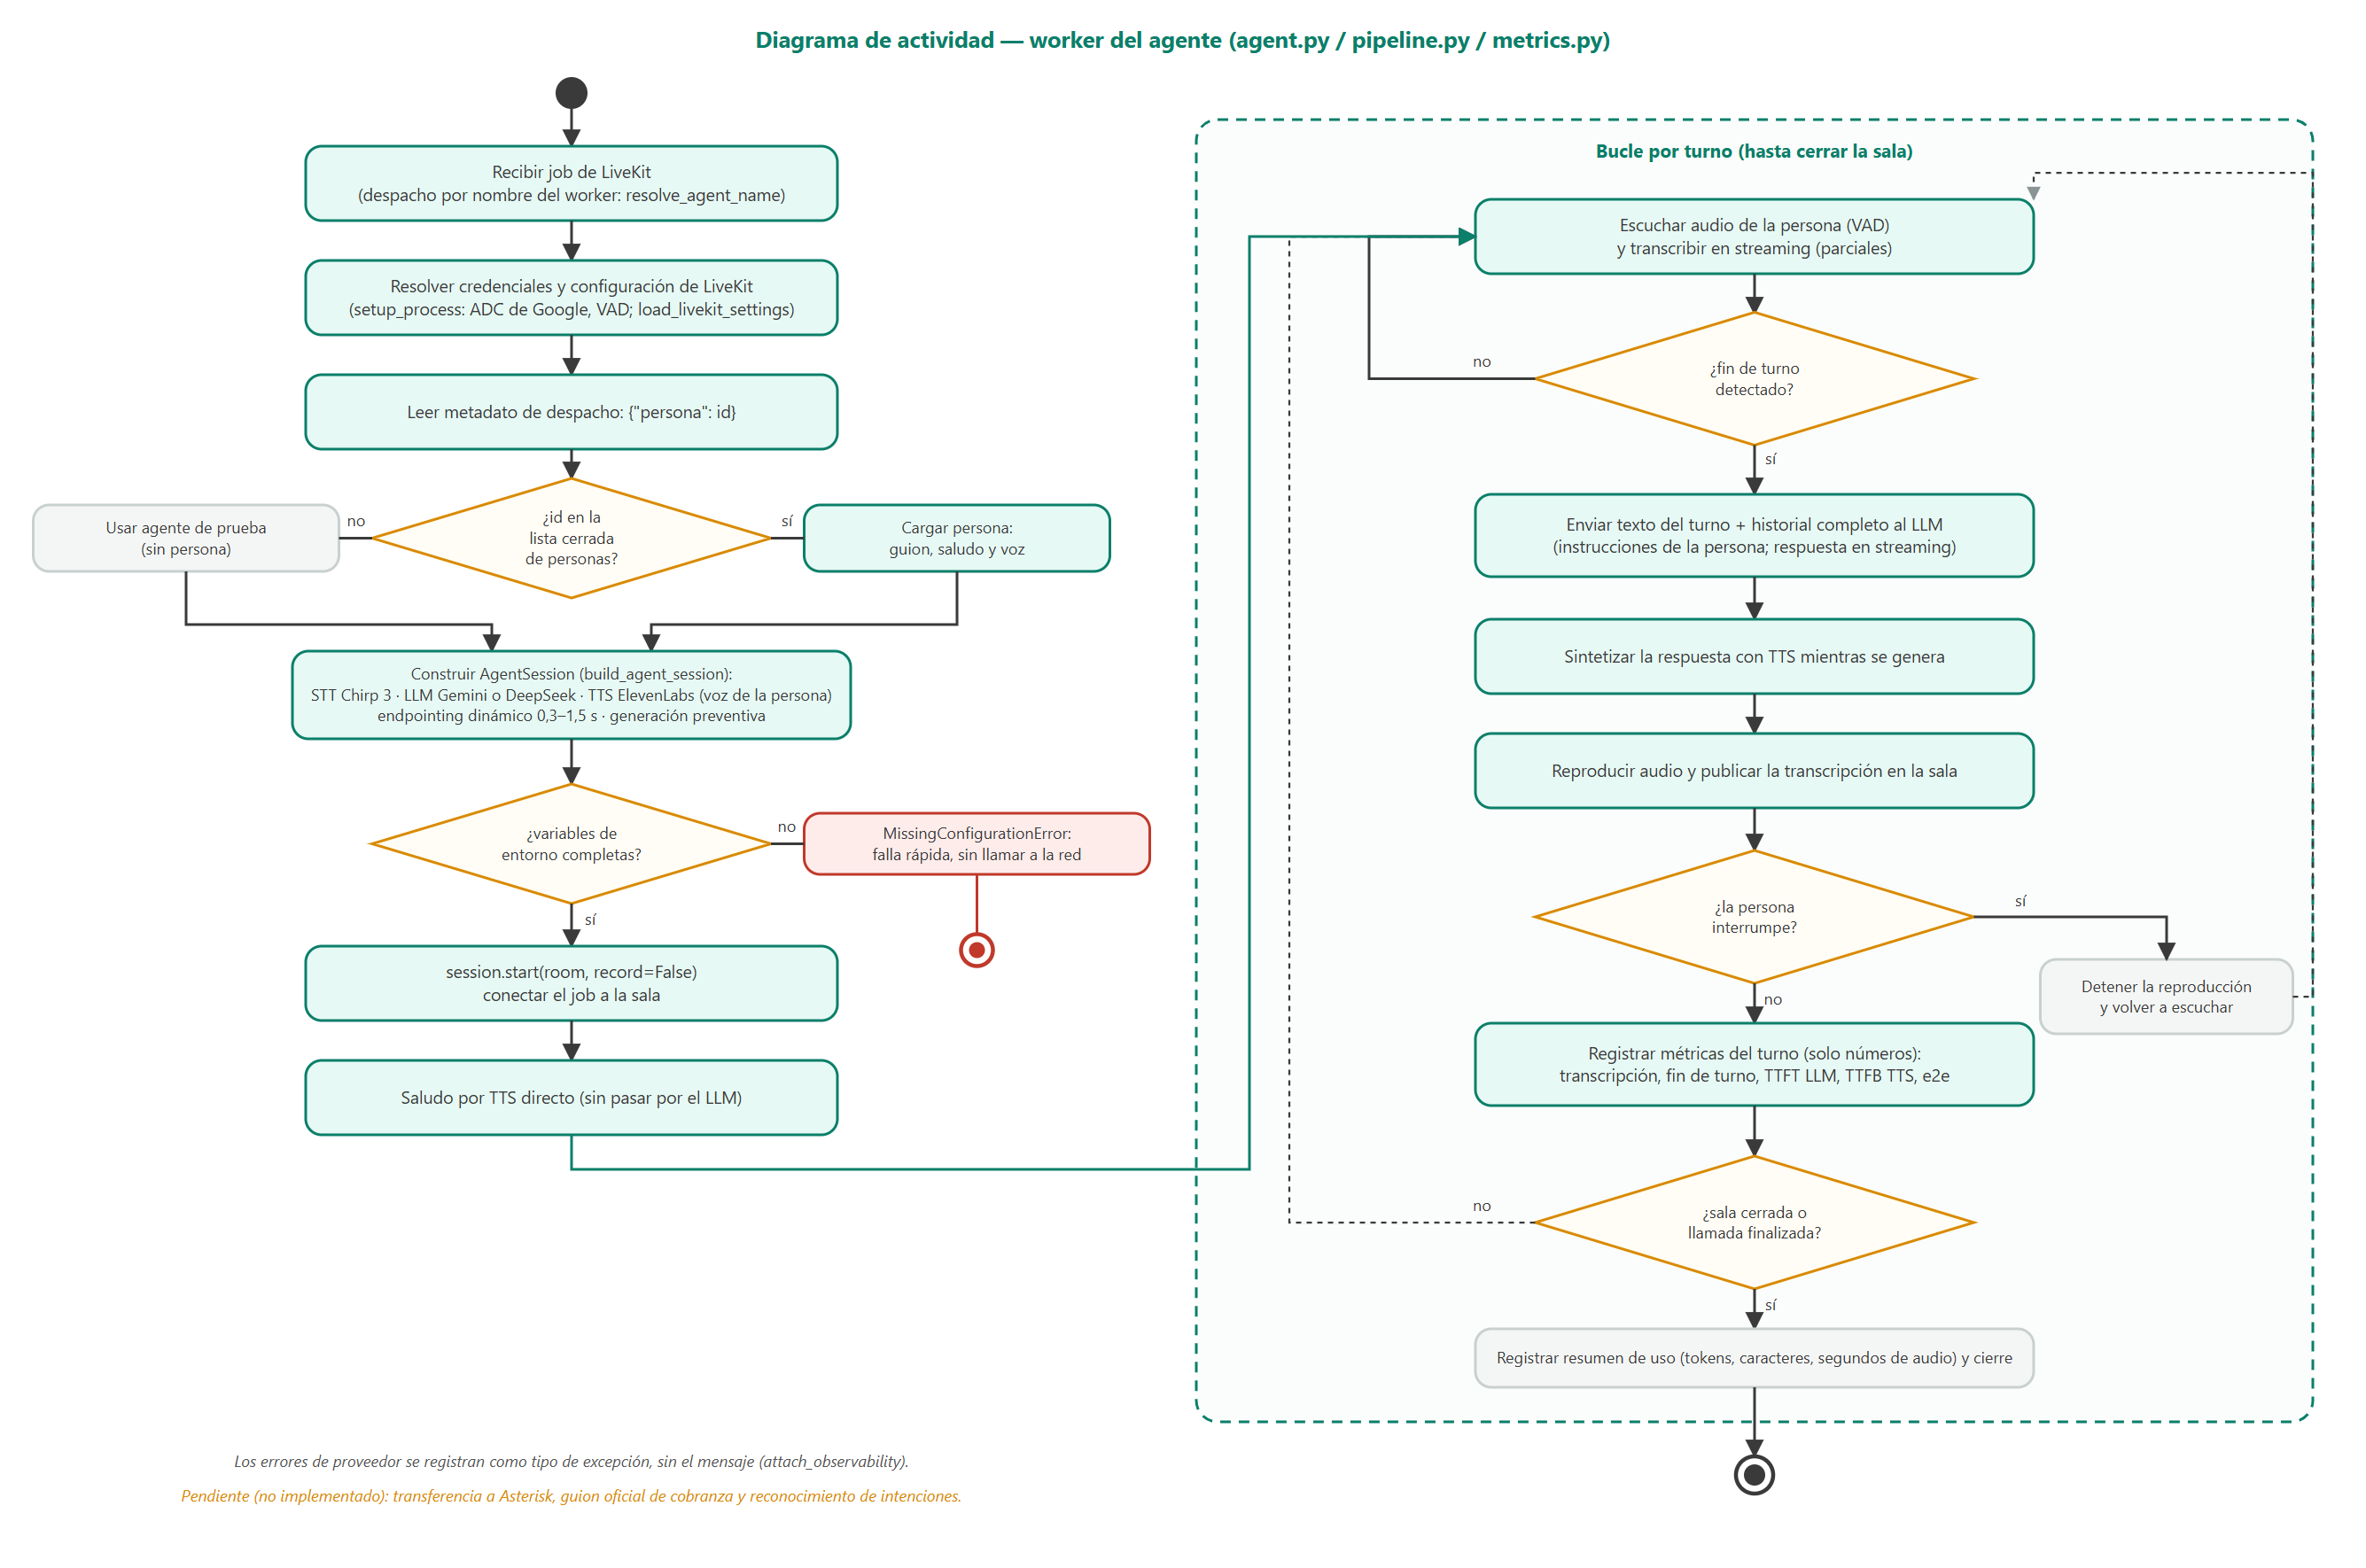 Diagrama de actividad — worker del agente (agent.py / pipeline.py / metrics.py)
Recibir job de LiveKit
(despacho por nombre del worker: resolve_agent_name)
Resolver credenciales y configuración de LiveKit
(setup_process: ADC de Google, VAD; load_livekit_settings)
Leer metadato de despacho: {"persona": id}
¿id en la
lista cerrada
de personas?
no
sí
Usar agente de prueba
(sin persona)
Cargar persona:
guion, saludo y voz
Construir AgentSession (build_agent_session):
STT Chirp 3 · LLM Gemini o DeepSeek · TTS ElevenLabs (voz de la persona)
endpointing dinámico 0,3–1,5 s · generación preventiva
¿variables de
entorno completas?
no
MissingConfigurationError:
falla rápida, sin llamar a la red
sí
session.start(room, record=False)
conectar el job a la sala
Saludo por TTS directo (sin pasar por el LLM)
Bucle por turno (hasta cerrar la sala)
Escuchar audio de la persona (VAD)
y transcribir en streaming (parciales)
¿fin de turno
detectado?
no
sí
Enviar texto del turno + historial completo al LLM
(instrucciones de la persona; respuesta en streaming)
Sintetizar la respuesta con TTS mientras se genera
Reproducir audio y publicar la transcripción en la sala
¿la persona
interrumpe?
sí
Detener la reproducción
y volver a escuchar
no
Registrar métricas del turno (solo números):
transcripción, fin de turno, TTFT LLM, TTFB TTS, e2e
¿sala cerrada o
llamada finalizada?
no
sí
Registrar resumen de uso (tokens, caracteres, segundos de audio) y cierre
Los errores de proveedor se registran como tipo de excepción, sin el mensaje (attach_observability).
Pendiente (no implementado): transferencia a Asterisk, guion oficial de cobranza y reconocimiento de intenciones.